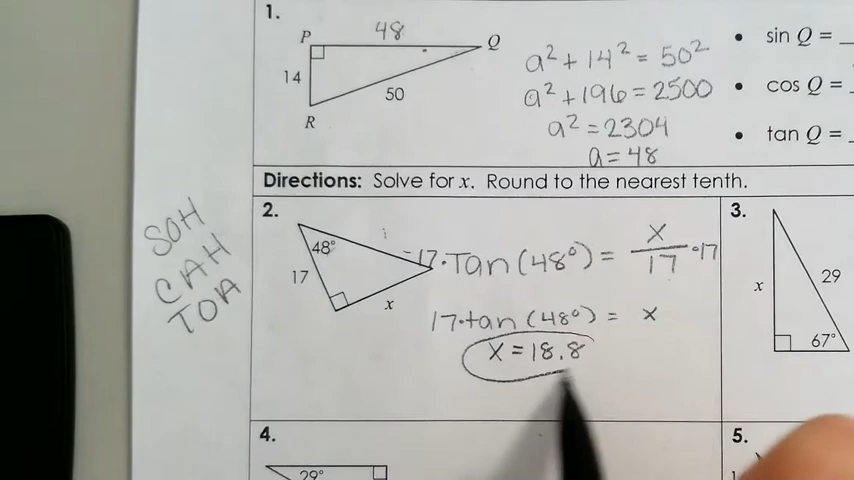 1.
48
P
Q
14
50
R
a² + 14² = 50²
a² + 196 = 2500
a² = 2304
a = 48
• sin Q = _
• cos Q = _
• tan Q = _
Directions: Solve for x. Round to the nearest tenth.
SOH
CAH
TOA
2.
48°
17
x
17·Tan(48°) = X/17 ·17
17·tan(48°) = x
x = 18.8
3.
x
29
67°
4.
29°
5.